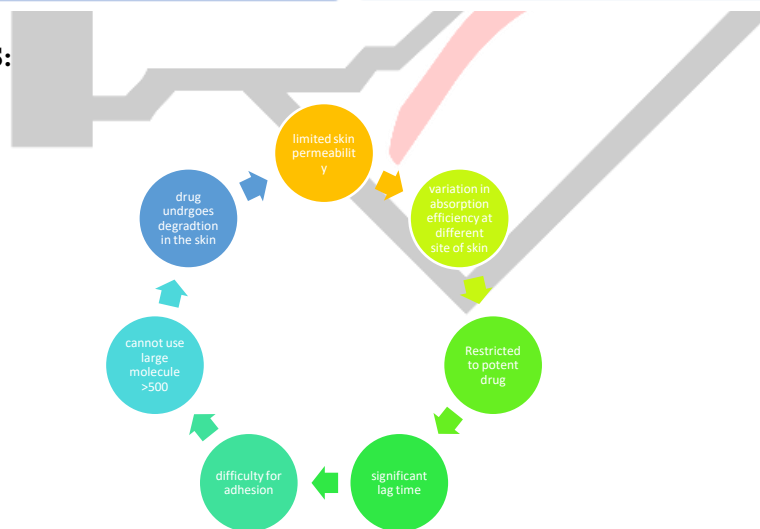 S:
limited skin
permeabilit
y
variation in
absorption
efficiency at
different
site of skin
Restricted
to potent
drug
significant
lag time
difficulty for
adhesion
cannot use
large
molecule
>500
drug
undrgoes
degradtion
in the skin